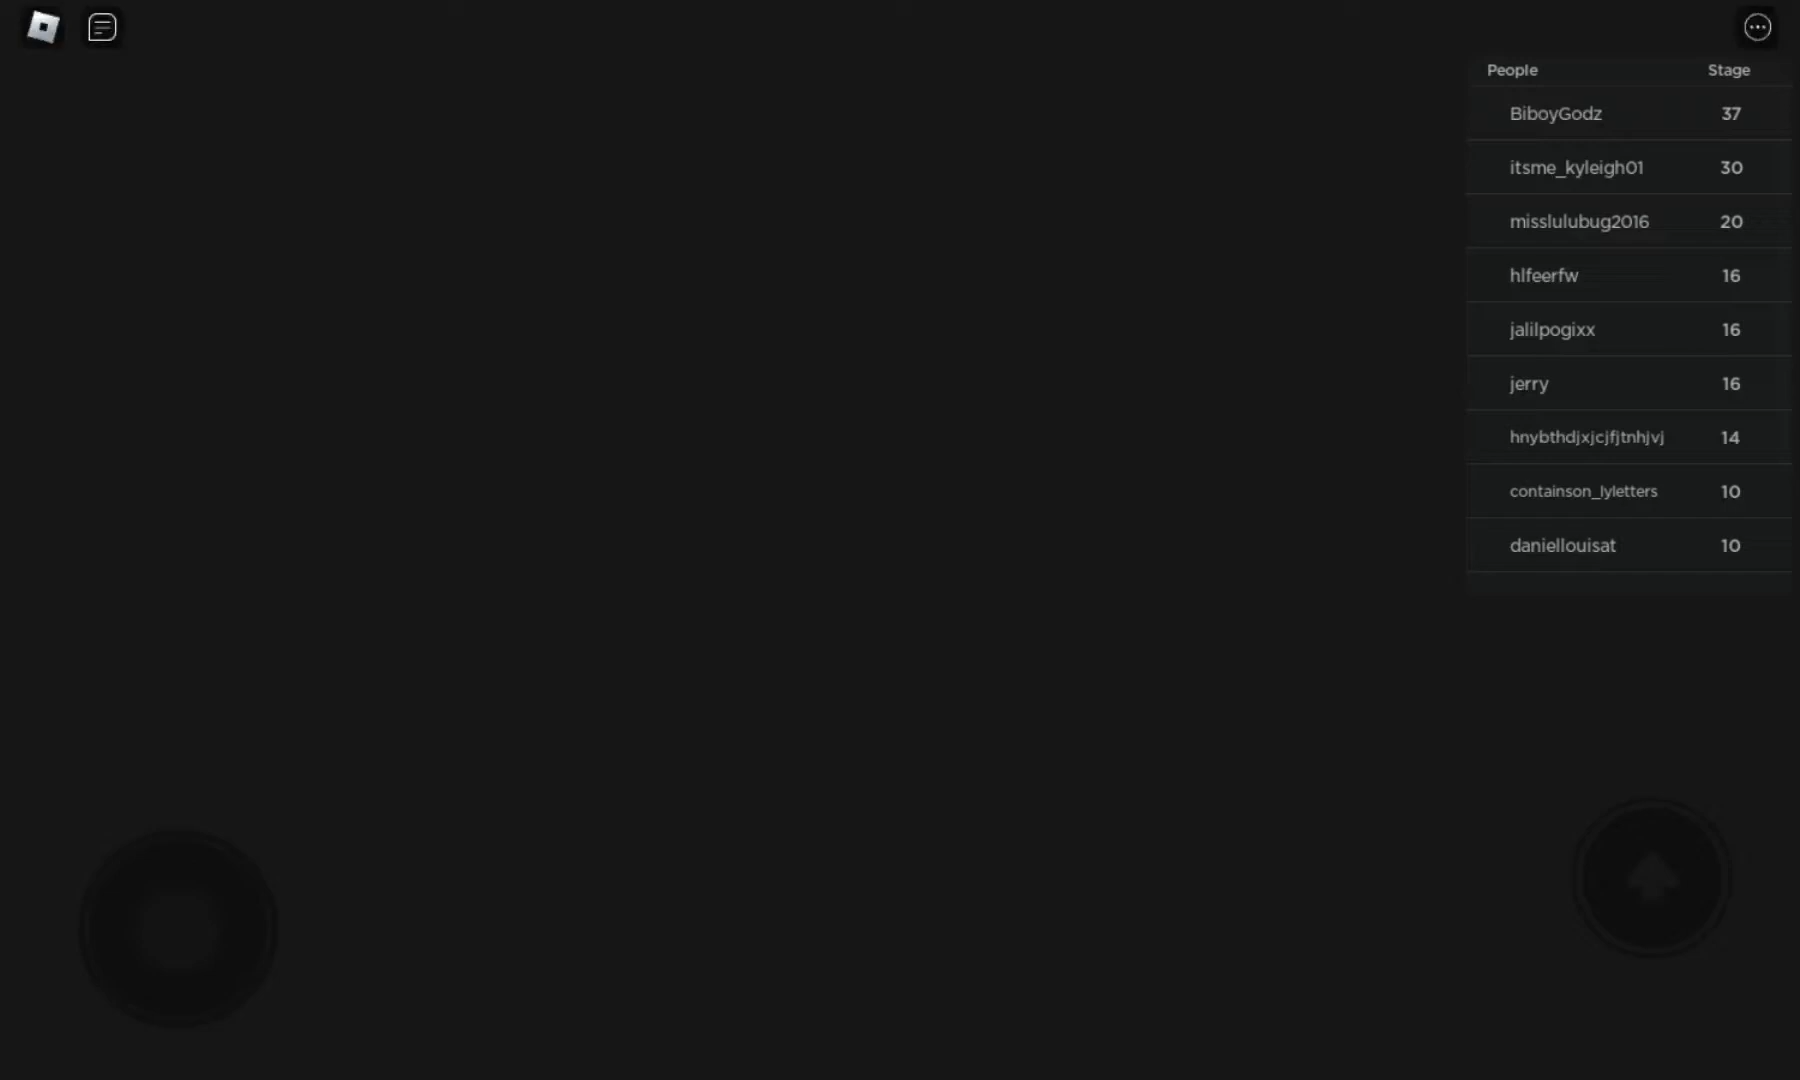 People Stage
BiboyGodz 37
itsme_kyleigh01 30
misslulubug2016 20
hlfeerfw 16
jalilpogixx 16
jerry 16
hnybthdjxjcjfjtnhjvj 14
containson_lyletters 10
daniellouisat 10